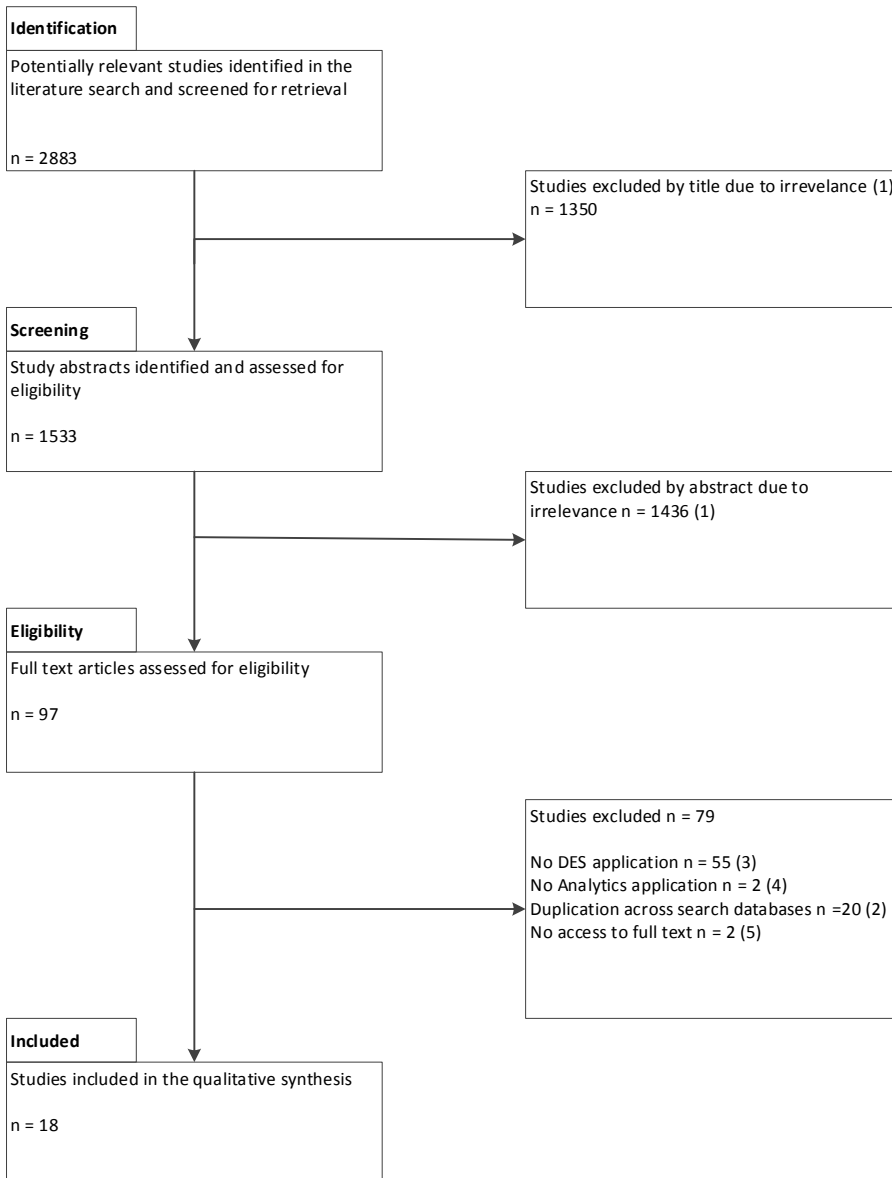 Identification
Potentially relevant studies identified in the
literature search and screened for retrieval
n = 2883
Studies excluded by title due to irrevelance (1)
n = 1350
Screening
Study abstracts identified and assessed for
eligibility
n = 1533
Studies excluded by abstract due to
irrelevance n = 1436 (1)
Eligibility
Full text articles assessed for eligibility
n = 97
Studies excluded n = 79
No DES application n = 55 (3)
No Analytics application n = 2 (4)
Duplication across search databases n =20 (2)
No access to full text n = 2 (5)
Included
Studies included in the qualitative synthesis
n = 18